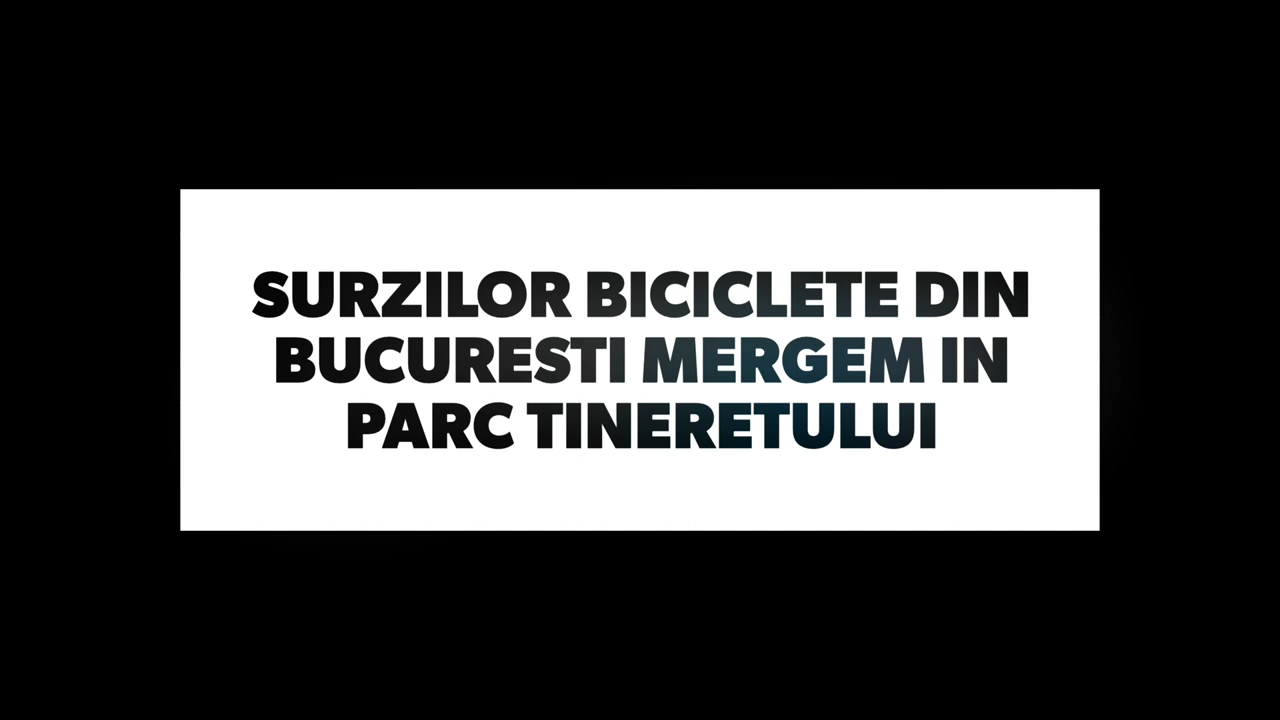 SURZILOR BICICLETE DIN
BUCURESTI MERGEM IN
PARC TINERETULUI